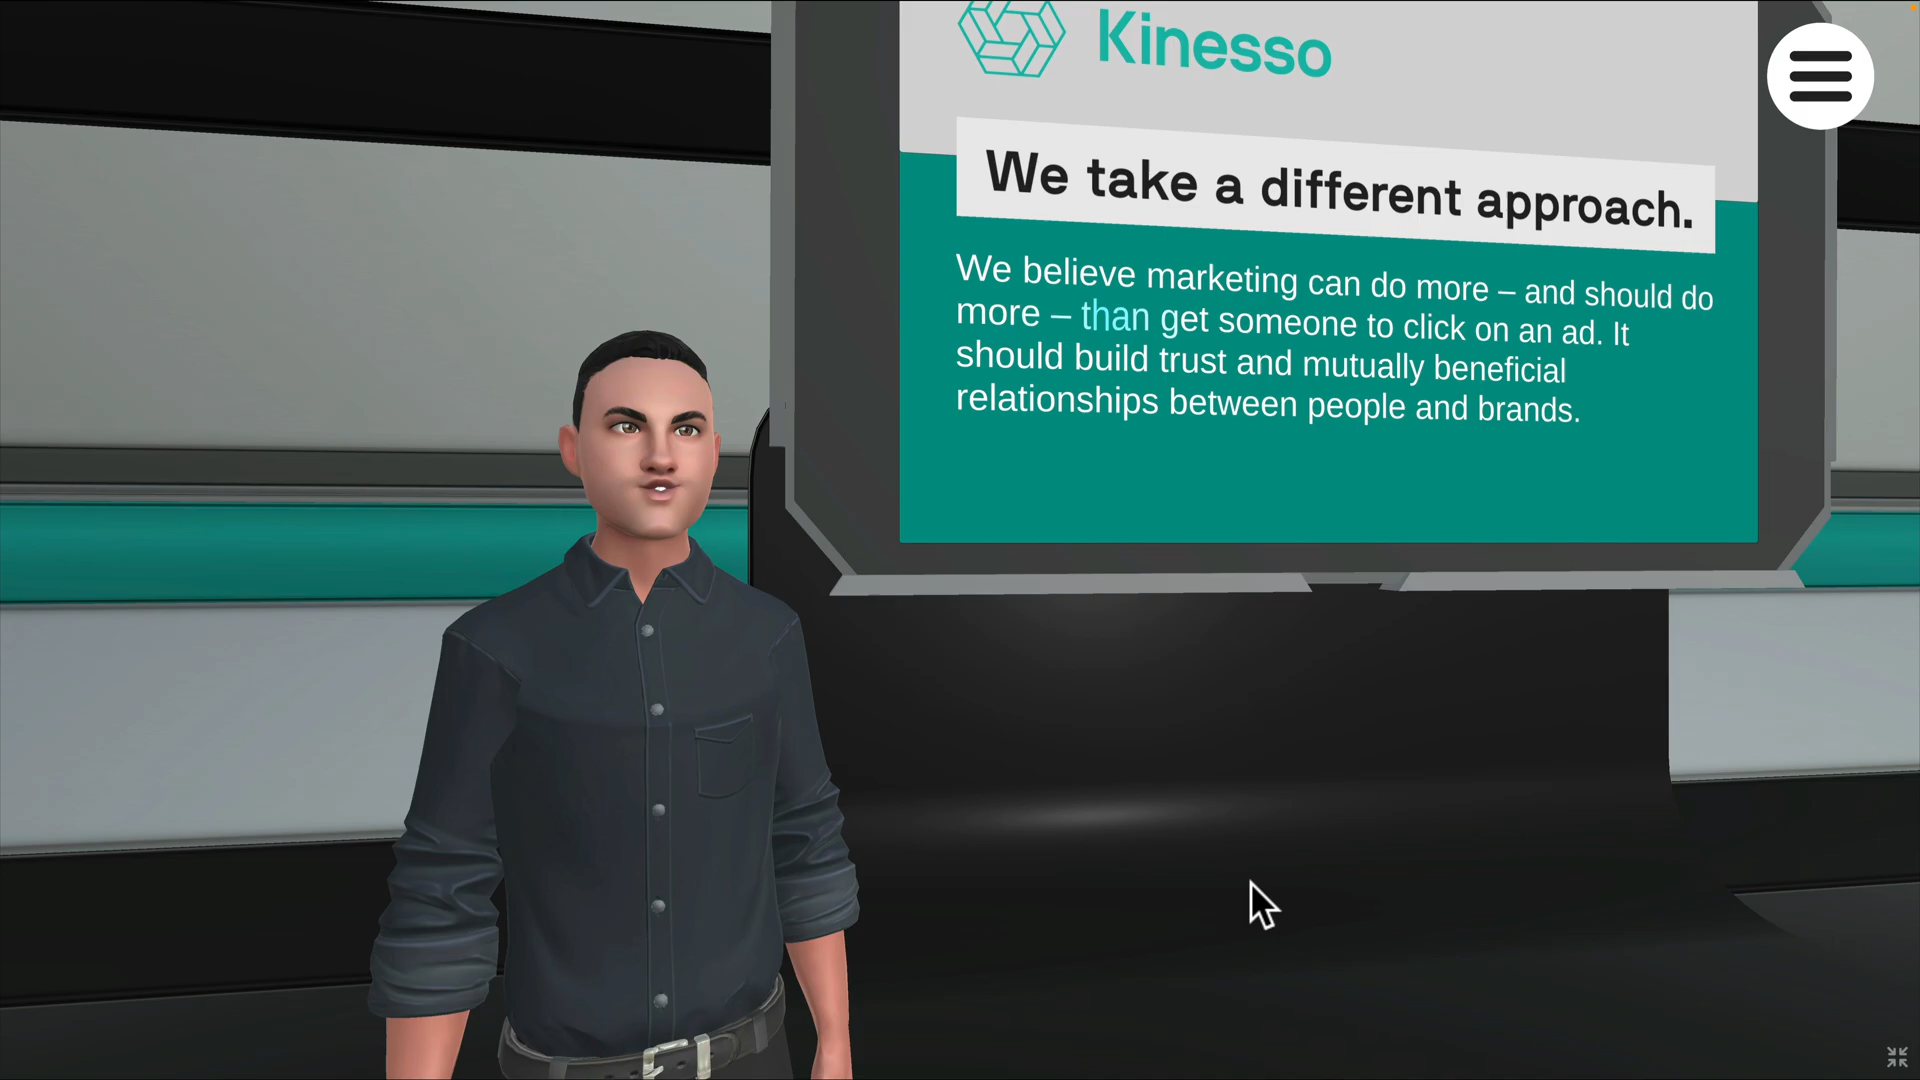 Kinesso
We take a different approach.
We believe marketing can do more – and should do
more – than get someone to click on an ad. It
should build trust and mutually beneficial
relationships between people and brands.